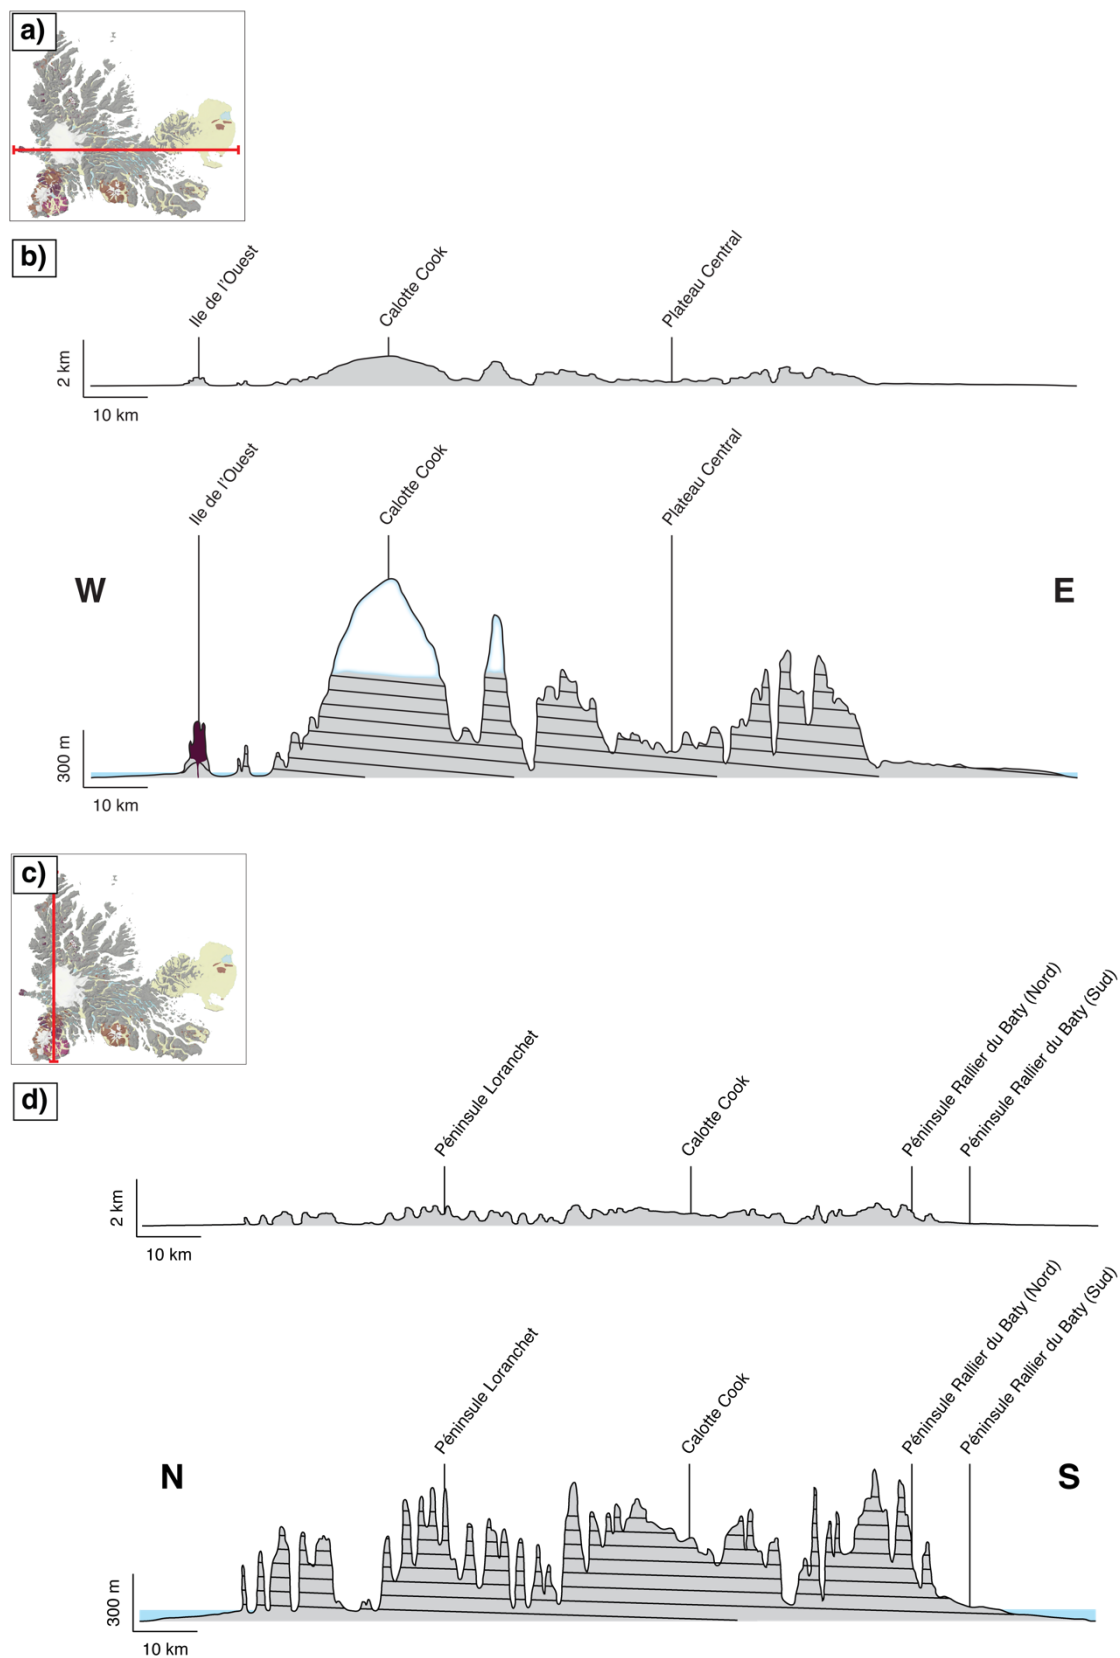 a)
b)
Ile de l'Ouest
Calotte Cook
Plateau Central
2 km
10 km
Ile de l'Ouest
Calotte Cook
Plateau Central
W
E
300 m
10 km
c)
d)
Péninsule Loranchet
Calotte Cook
Péninsule Rallier du Baty (Nord)
Péninsule Rallier du Baty (Sud)
2 km
10 km
Péninsule Loranchet
Calotte Cook
Péninsule Rallier du Baty (Nord)
Péninsule Rallier du Baty (Sud)
N
S
300 m
10 km